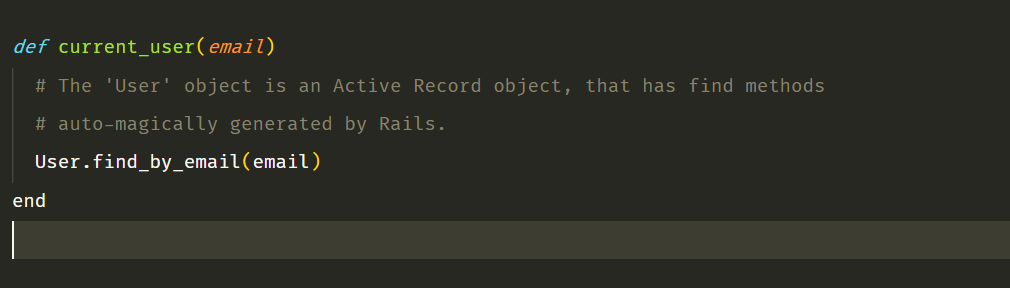 def current_user(email)
# The 'User' object is an Active Record object, that has find methods
# auto-magically generated by Rails.
User.find_by_email(email)
end